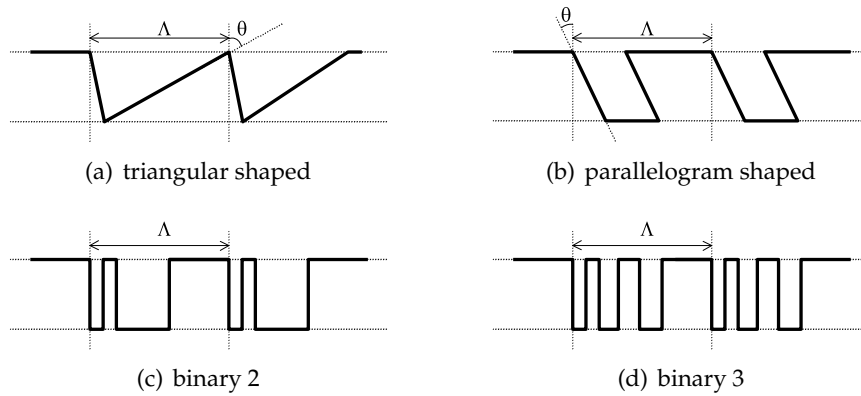 Λ θ
θ Λ
(a) triangular shaped
(b) parallelogram shaped
Λ
Λ
(c) binary 2
(d) binary 3